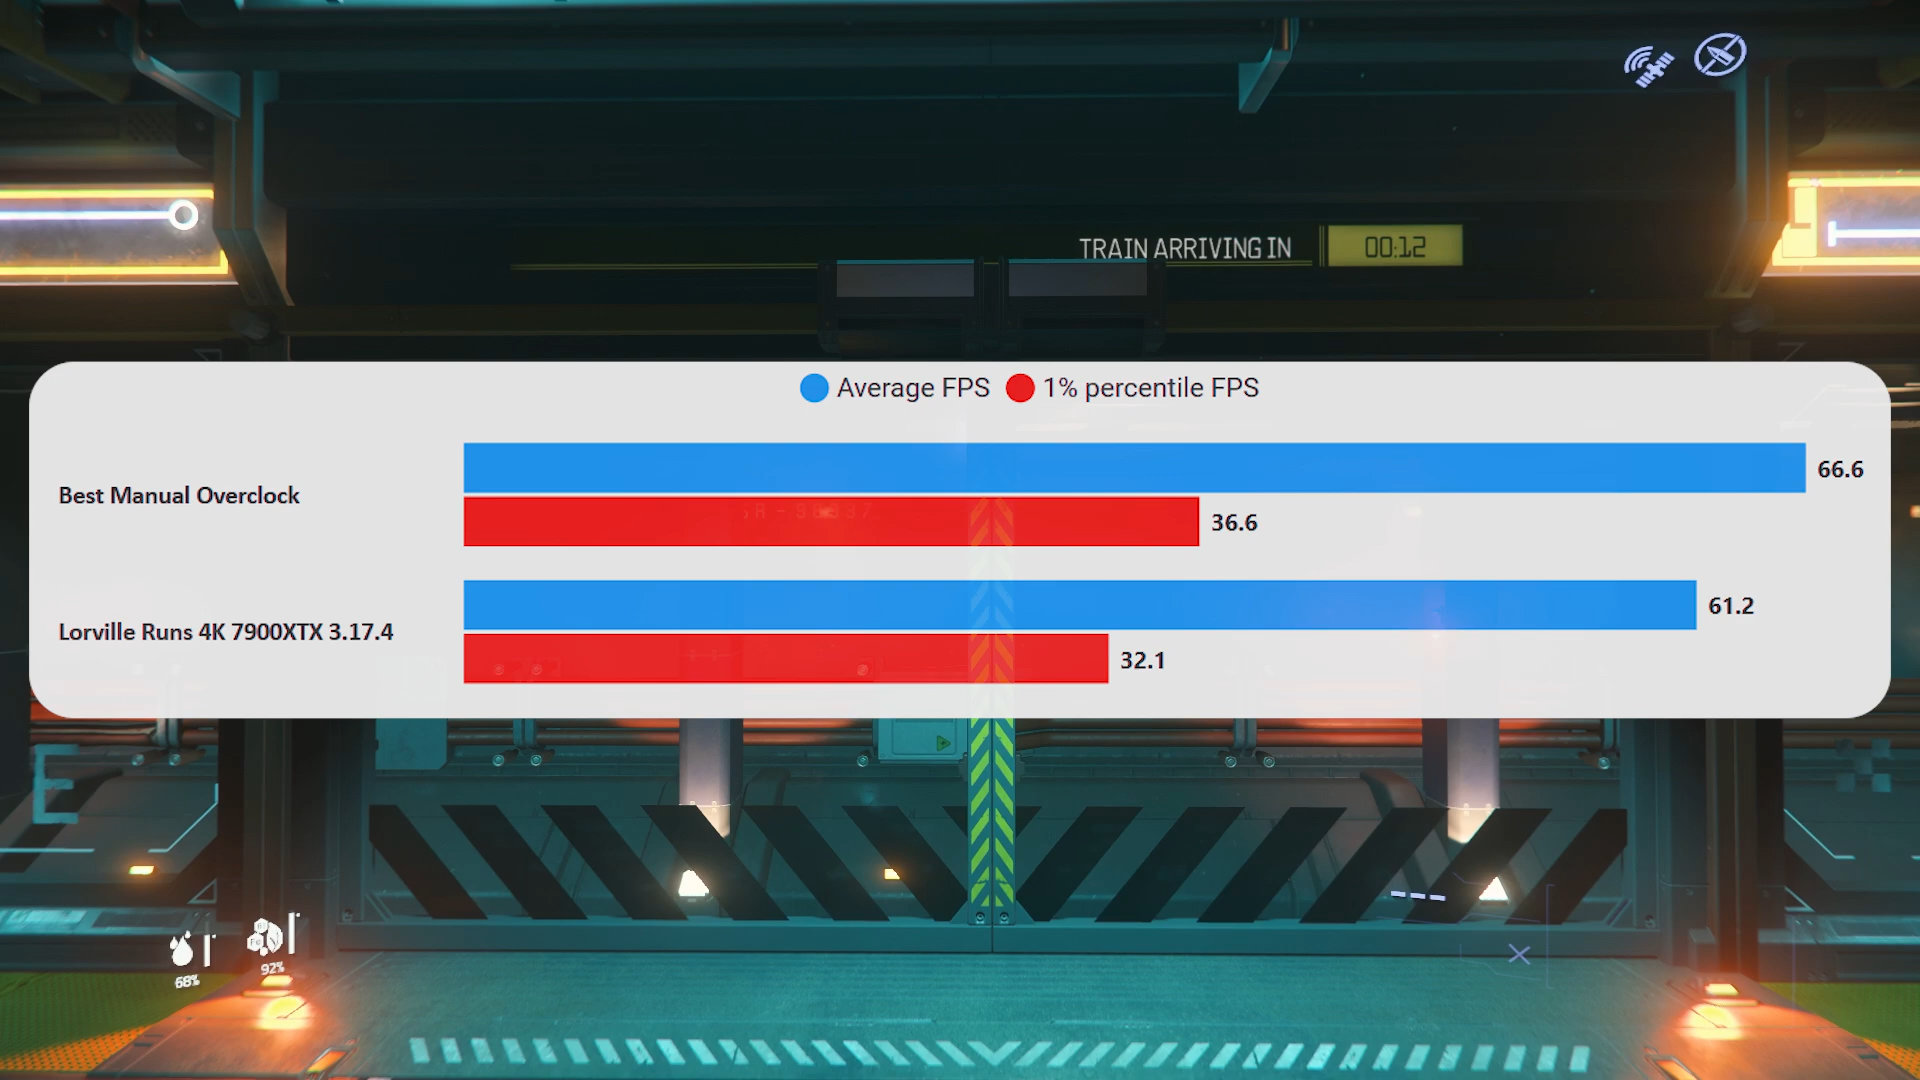 TRAIN ARRIVING IN 00:12
Average FPS 1% percentile FPS
Best Manual Overclock
66.6
36.6
Lorville Runs 4K 7900XTX 3.17.4
61.2
32.1
E
68%
92%